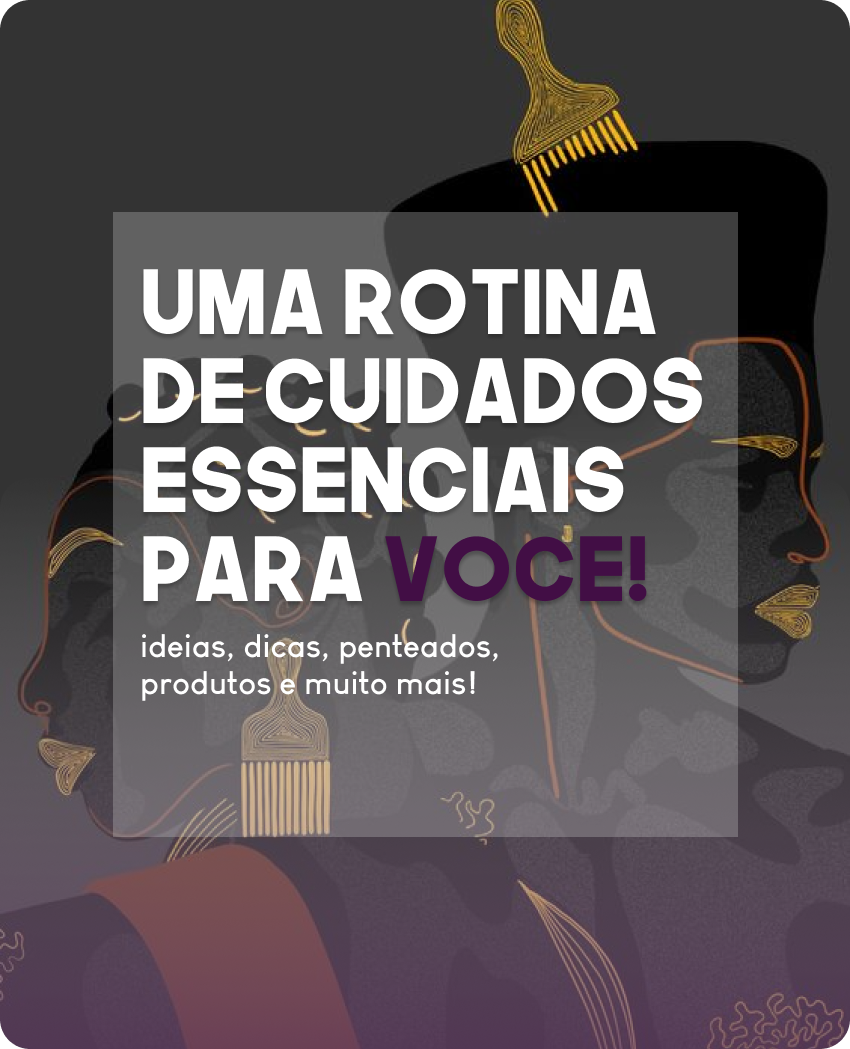 UMA ROTINA
DE CUIDADOS
ESSENCIAIS
PARA VOCE!
ideias, dicas, penteados,
produtos e muito mais!